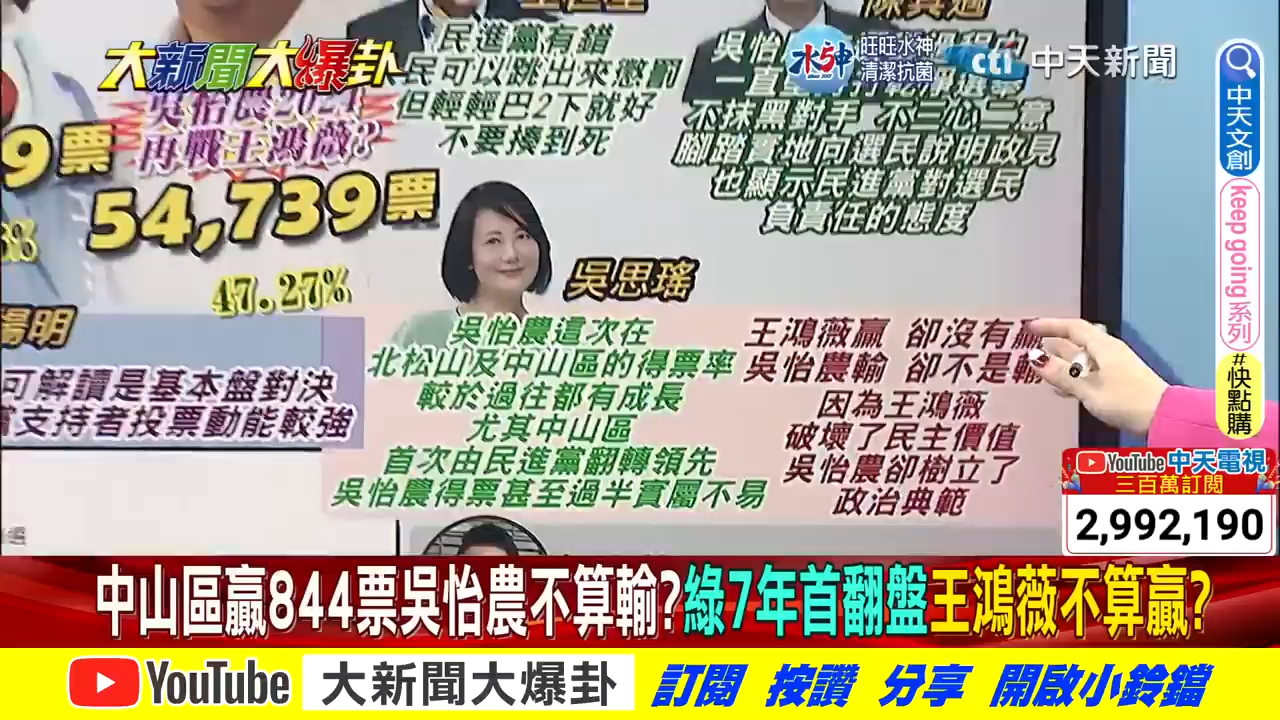 大新聞大爆卦
民進黨有錯
民可以跳出來懲罰
但輕輕巴2下就好
不要擠到死
水神
旺旺水神
清潔抗菌
cti 中天新聞
吳怡農2024
再戰王鴻薇?
9票
54,739票
47.27%
不抹黑對手 不三心二意
腳踏實地向選民說明政見
也顯示民進黨對選民
負責任的態度
吳思瑤
吳怡農這次在
北松山及中山區的得票率
較於過往都有成長
尤其中山區
首次由民進黨翻轉領先
吳怡農得票甚至過半實屬不易
王鴻薇贏 卻沒有贏
吳怡農輸 卻不是輸
因為王鴻薇
破壞了民主價值
吳怡農卻樹立了
政治典範
陽明
可解讀是基本盤對決
支持者投票動能較強
中天文創
keep going系列
#快點購
YouTube 中天電視
三百萬訂閱
2,992,190
中山區贏844票吳怡農不算輸?綠7年首翻盤王鴻薇不算贏?
YouTube 大新聞大爆卦 訂閱 按讚 分享 開啟小鈴鐺